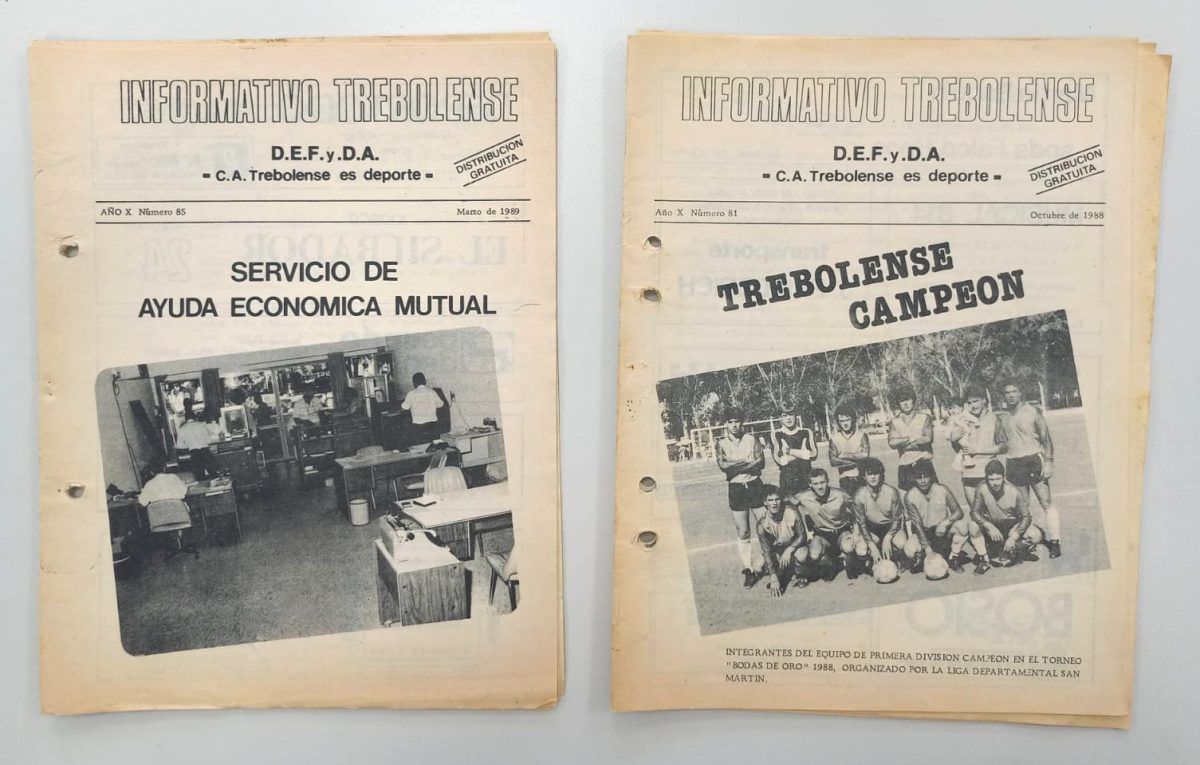 INFORMATIVO TREBOLENSE
D.E.F.y.D.A.
- C.A.Trebolense es deporte -
DISTRIBUCION
GRATUITA
AÑO X Número 85 Marzo de 1989
SERVICIO DE
AYUDA ECONOMICA MUTUAL
INFORMATIVO TREBOLENSE
D.E.F.y.D.A.
- C.A.Trebolense es deporte -
DISTRIBUCION
GRATUITA
Año X Número 81 Octubre de 1988
TREBOLENSE
CAMPEON
INTEGRANTES DEL EQUIPO DE PRIMERA DIVISION CAMPEON EN EL TORNEO
"BODAS DE ORO" 1988, ORGANIZADO POR LA LIGA DEPARTAMENTAL SAN
MARTIN.